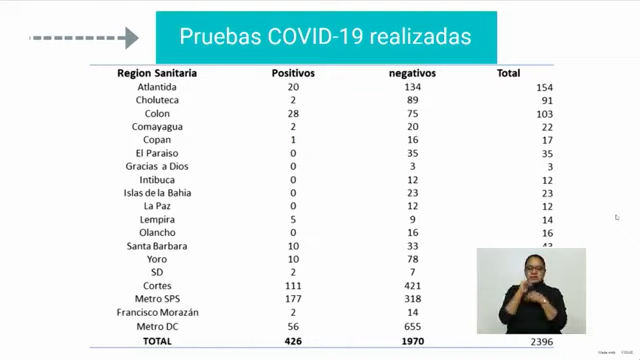 Pruebas COVID-19 realizadas
Region Sanitaria Positivos negativos Total
Atlantida 20 134 154
Choluteca 2 89 91
Colon 28 75 103
Comayagua 2 20 22
Copan 1 16 17
El Paraiso 0 35 35
Gracias a Dios 0 3 3
Intibuca 0 12 12
Islas de la Bahia 0 23 23
La Paz 0 12 12
Lempira 5 9 14
Olancho 0 16 16
Santa Barbara 10 33 43
Yoro 10 78
SD 2 7
Cortes 111 421
Metro SPS 177 318
Francisco Morazán 2 14
Metro DC 56 655
TOTAL 426 1970 2396